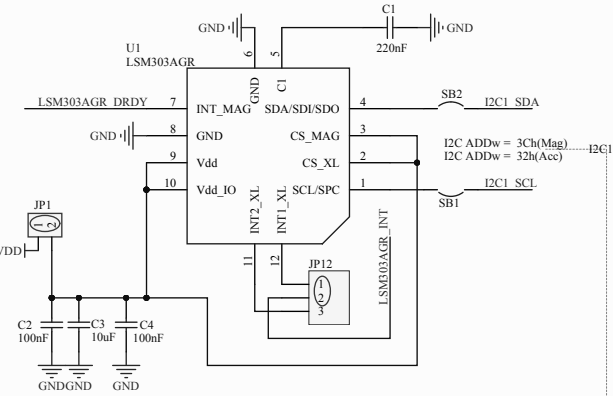 C1
GND
GND
220nF
U1
LSM303AGR
6
5
GND
C1
LSM303AGR_DRDY
7
INT_MAG
SDA/SDI/SDO
4
SB2
I2C1_SDA
GND
8
GND
CS_MAG
3
I2C ADDw = 3Ch(Mag)
I2C ADDw = 32h(Acc)
I2C1
9
Vdd
CS_XL
2
10
Vdd_IO
SCL/SPC
1
I2C1_SCL
SB1
INT2_XL
INT1_XL
11
12
LSM303AGR_INT
JP1
1
2
VDD
JP12
1
2
3
C2
100nF
C3
10uF
C4
100nF
GND
GND
GND